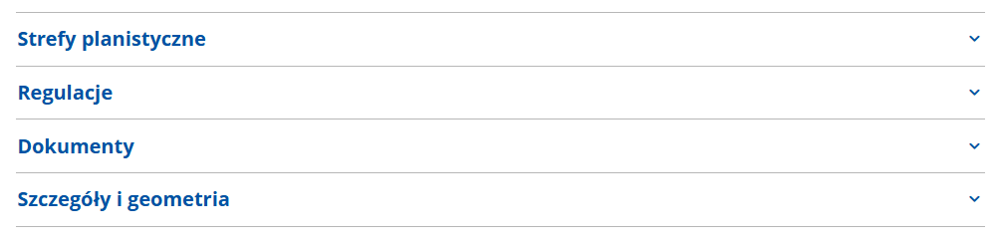 Strefy planistyczne
Regulacje
Dokumenty
Szczegóły i geometria